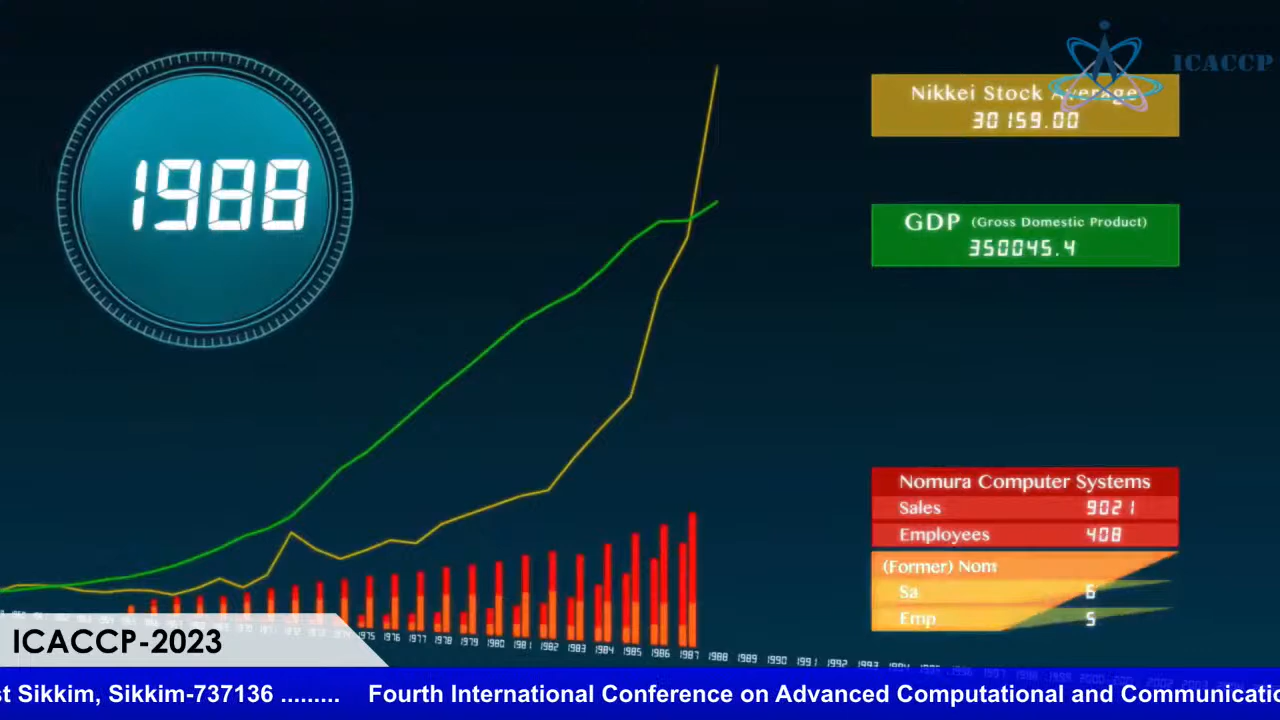 1988
ICACCP
Nikkei Stock Average
30159.00
GDP (Gross Domestic Product)
350045.4
Nomura Computer Systems
Sales 9021
Employees 408
(Former) Nom
Sa 6
Emp 5
1975 1976 1977 1978 1979 1980 1981 1982 1983 1984 1985 1986 1987 1988 1989 1990 1991 1992 1993
ICACCP-2023
st Sikkim, Sikkim-737136 ......... Fourth International Conference on Advanced Computational and Communicatio